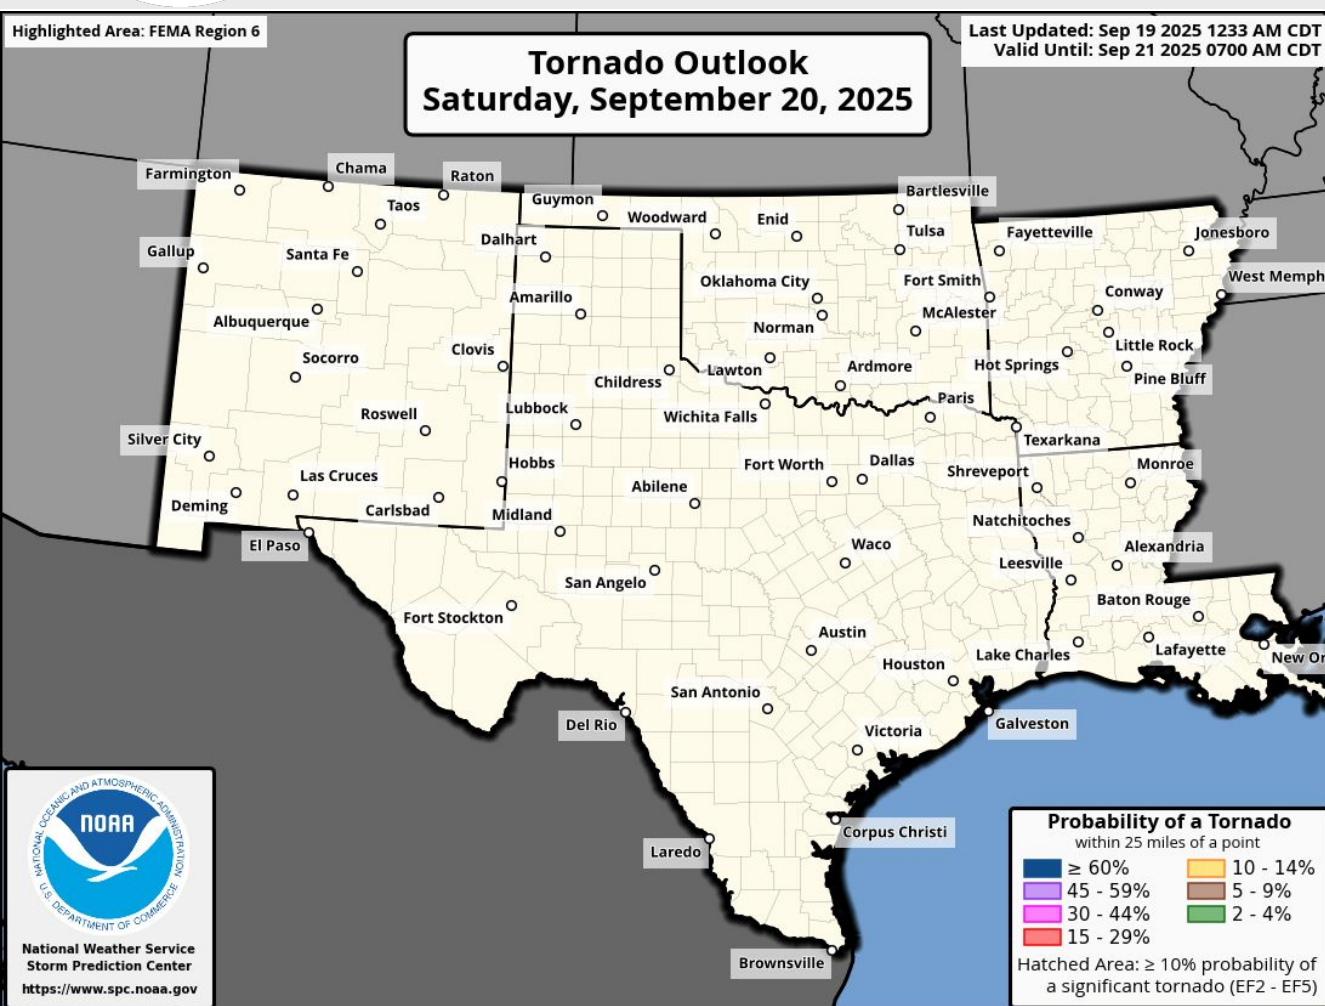 Highlighted Area: FEMA Region 6
Last Updated: Sep 19 2025 1233 AM CDT
Valid Until: Sep 21 2025 0700 AM CDT
Tornado Outlook
Saturday, September 20, 2025
Farmington
Chama
Raton
Taos
Guymon
Woodward
Enid
Bartlesville
Tulsa
Fayetteville
Jonesboro
Gallup
Santa Fe
Dalhart
Oklahoma City
Fort Smith
West Memph
Conway
Amarillo
Albuquerque
Norman
McAlester
Little Rock
Socorro
Clovis
Childress
Lawton
Ardmore
Hot Springs
Pine Bluff
Roswell
Lubbock
Wichita Falls
Paris
Silver City
Texarkana
Las Cruces
Hobbs
Fort Worth
Dallas
Shreveport
Monroe
Deming
Carlsbad
Midland
Abilene
Natchitoches
El Paso
Waco
Alexandria
San Angelo
Leesville
Fort Stockton
Baton Rouge
Austin
Houston
Lake Charles
Lafayette
New Or
San Antonio
Del Rio
Victoria
Galveston
Laredo
Corpus Christi
Brownsville
NATIONAL OCEANIC AND ATMOSPHERIC ADMINISTRATION
NOAA
U.S. DEPARTMENT OF COMMERCE
National Weather Service
Storm Prediction Center
https://www.spc.noaa.gov
Probability of a Tornado
within 25 miles of a point
≥ 60%
10 - 14%
45 - 59%
5 - 9%
30 - 44%
2 - 4%
15 - 29%
Hatched Area: ≥ 10% probability of
a significant tornado (EF2 - EF5)